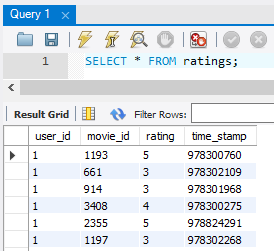 Query 1
1 SELECT * FROM ratings;
Result Grid Filter Rows:
user_id movie_id rating time_stamp
1 1193 5 978300760
1 661 3 978302109
1 914 3 978301968
1 3408 4 978300275
1 2355 5 978824291
1 1197 3 978302268